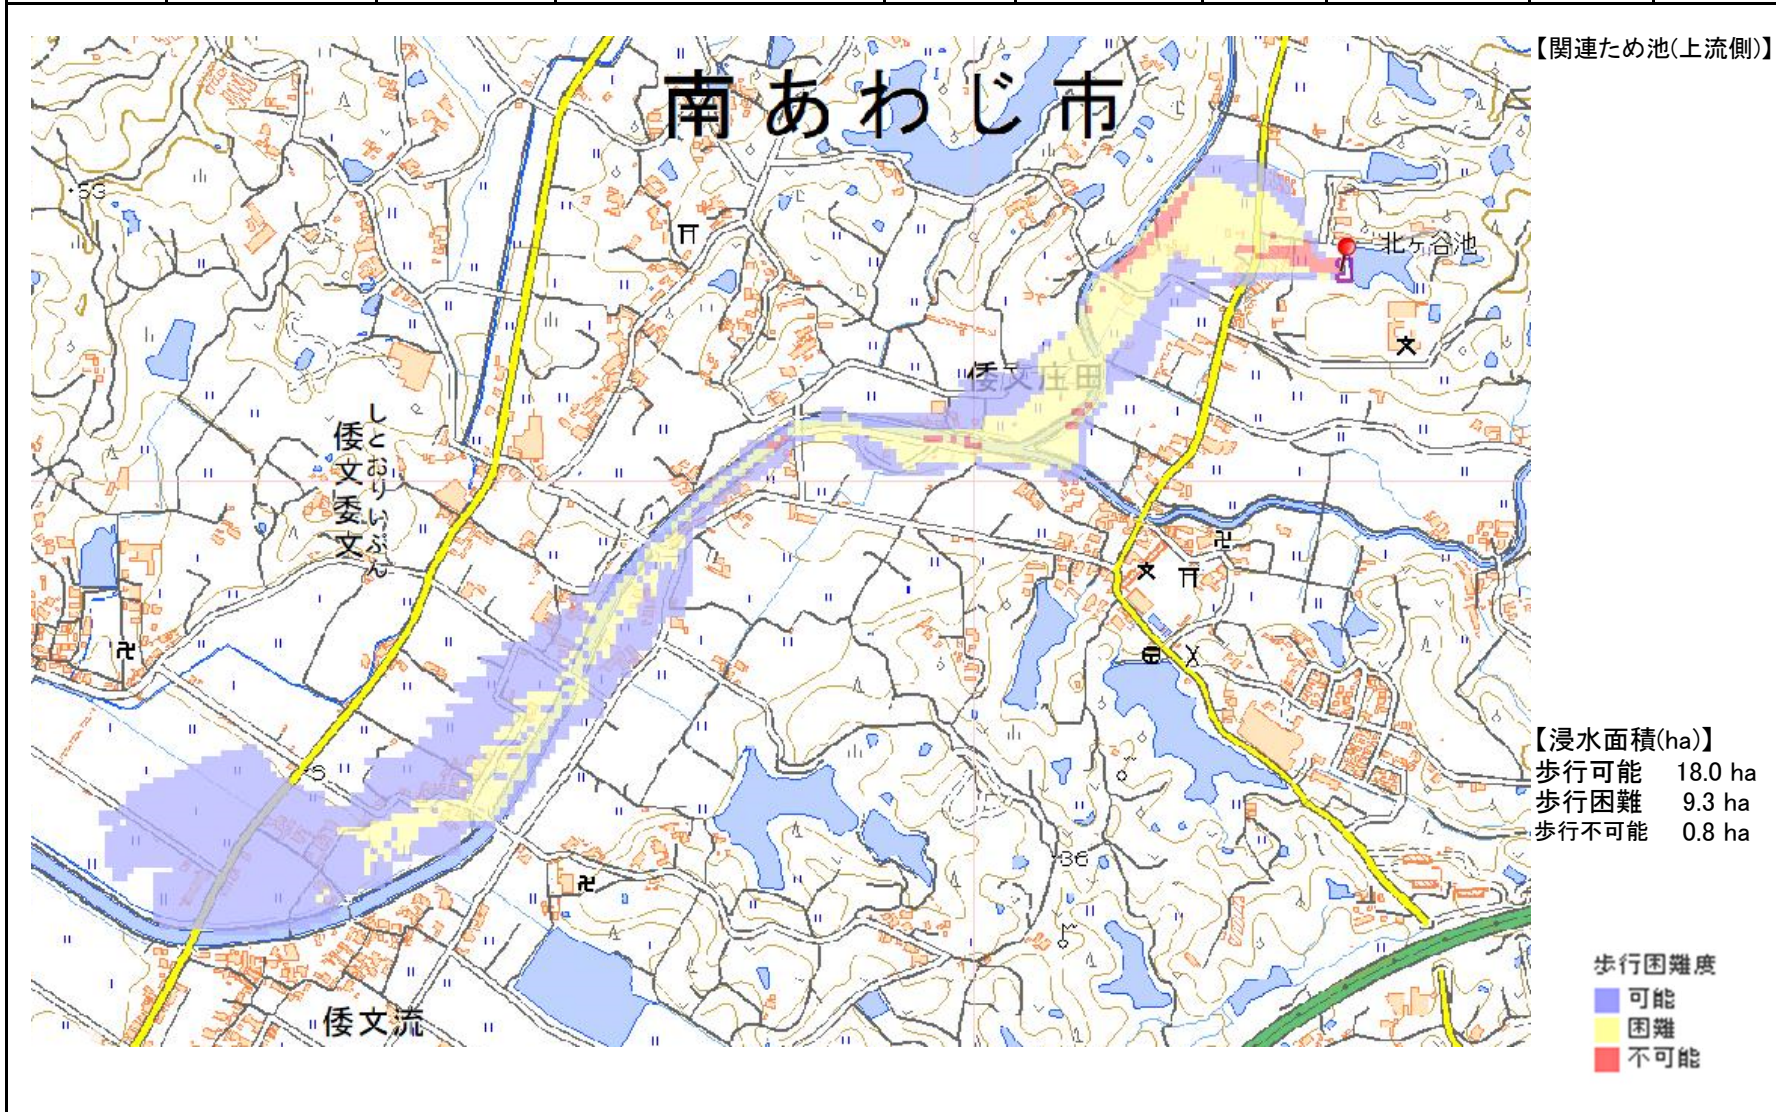 【関連ため池(上流側)】
南あわじ市
53
北ヶ谷池
倭文庄田
しとおりいぶん
倭文委文
36
倭文流
【浸水面積(ha)】
歩行可能 18.0 ha
歩行困難 9.3 ha
歩行不可能 0.8 ha
歩行困難度
可能
困難
不可能